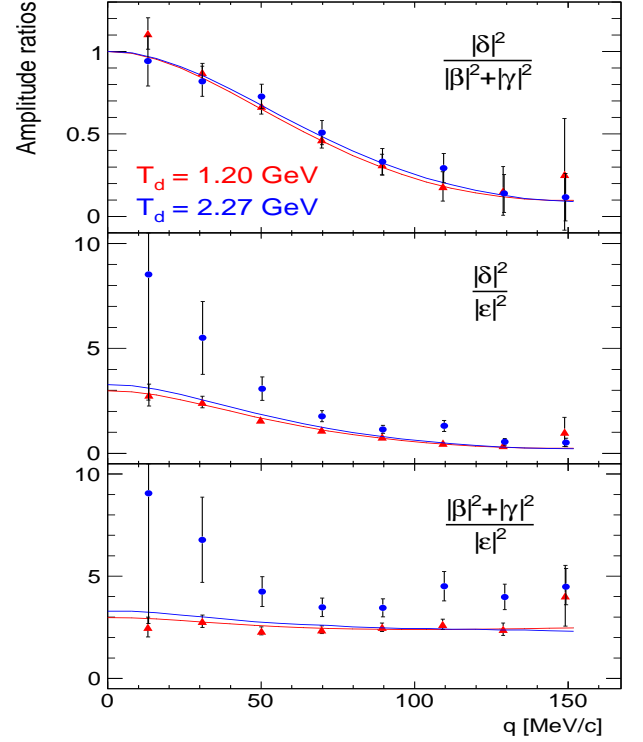 Amplitude ratios
1
0.5
0
|δ|²
|β|²+|γ|²
T_d = 1.20 GeV
T_d = 2.27 GeV
10
5
0
|δ|²
|ε|²
10
5
0
|β|²+|γ|²
|ε|²
0 50 100 150
q [MeV/c]